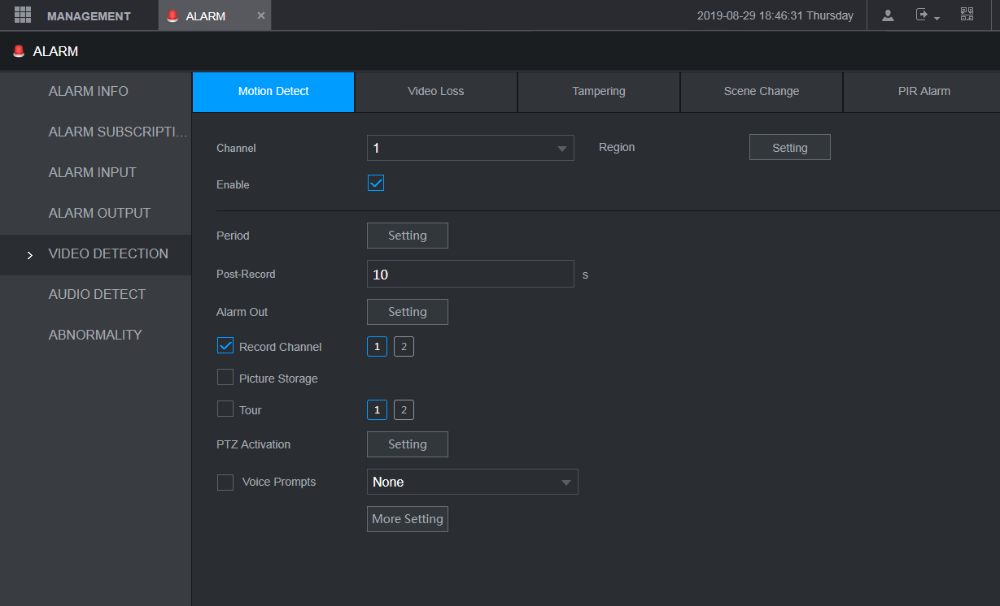 MANAGEMENT
ALARM
2019-08-29 18:46:31 Thursday
ALARM
ALARM INFO
ALARM SUBSCRIPTI...
ALARM INPUT
ALARM OUTPUT
VIDEO DETECTION
AUDIO DETECT
ABNORMALITY
Motion Detect Video Loss Tampering Scene Change PIR Alarm
Channel 1 Region Setting
Enable
Period Setting
Post-Record 10 s
Alarm Out Setting
Record Channel 1 2
Picture Storage
Tour 1 2
PTZ Activation Setting
Voice Prompts None
More Setting